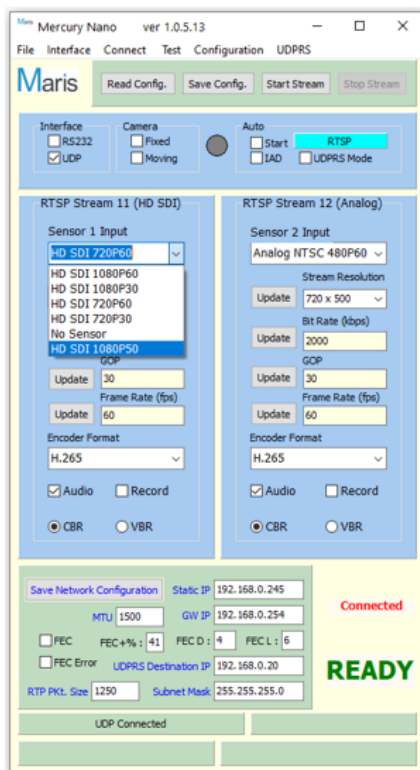 Maris Mercury Nano ver 1.0.5.13
File Interface Connect Test Configuration UDPRS
Maris Read Config. Save Config. Start Stream Stop Stream
Interface Camera Auto
RS232 Fixed Start RTSP
UDP Moving IAD UDPRS Mode
RTSP Stream 11 (HD SDI)
Sensor 1 Input
HD SDI 720P60
HD SDI 1080P60
HD SDI 1080P30
HD SDI 720P60
HD SDI 720P30
No Sensor
HD SDI 1080P50
GOP
Update 30
Frame Rate (fps)
Update 60
Encoder Format
H.265
Audio Record
CBR VBR
RTSP Stream 12 (Analog)
Sensor 2 Input
Analog NTSC 480P60
Stream Resolution
Update 720 x 500
Bit Rate (kbps)
Update 2000
GOP
Update 30
Frame Rate (fps)
Update 60
Encoder Format
H.265
Audio Record
CBR VBR
Save Network Configuration Static IP 192.168.0.245
MTU 1500 GW IP 192.168.0.254
FEC FEC+% : 41 FEC D : 4 FEC L : 6
FEC Error UDPRS Destination IP 192.168.0.20
RTP PKt. Size 1250 Subnet Mask 255.255.255.0
Connected
READY
UDP Connected